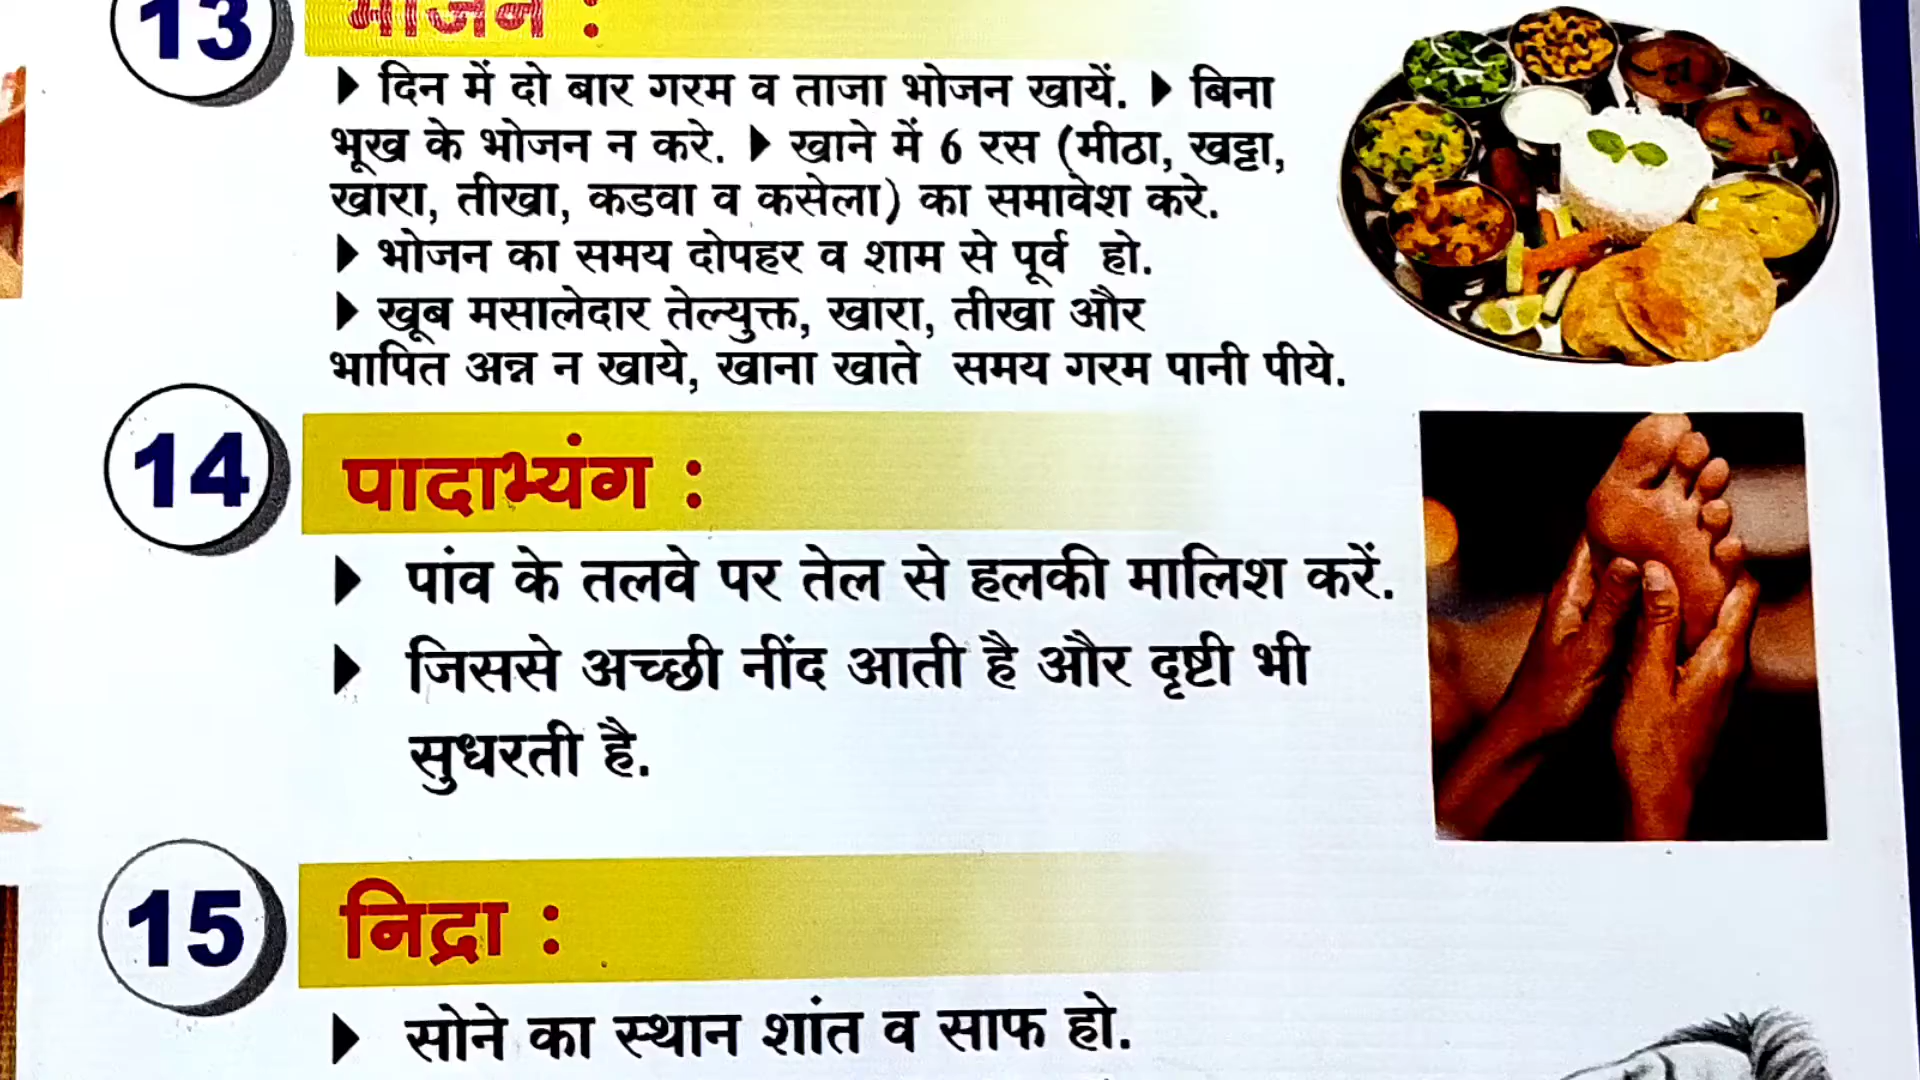 13
भोजन :
▶ दिन में दो बार गरम व ताजा भोजन खायें. ▶ बिना
भूख के भोजन न करे. ▶ खाने में 6 रस (मीठा, खट्टा,
खारा, तीखा, कडवा व कसेला) का समावेश करे.
▶ भोजन का समय दोपहर व शाम से पूर्व हो.
▶ खूब मसालेदार तेल्युक्त, खारा, तीखा और
भापित अन्न न खाये, खाना खाते समय गरम पानी पीये.
14
पादाभ्यंग :
▶ पांव के तलवे पर तेल से हलकी मालिश करें.
▶ जिससे अच्छी नींद आती है और दृष्टी भी
सुधरती है.
15
निद्रा :
▶ सोने का स्थान शांत व साफ हो.